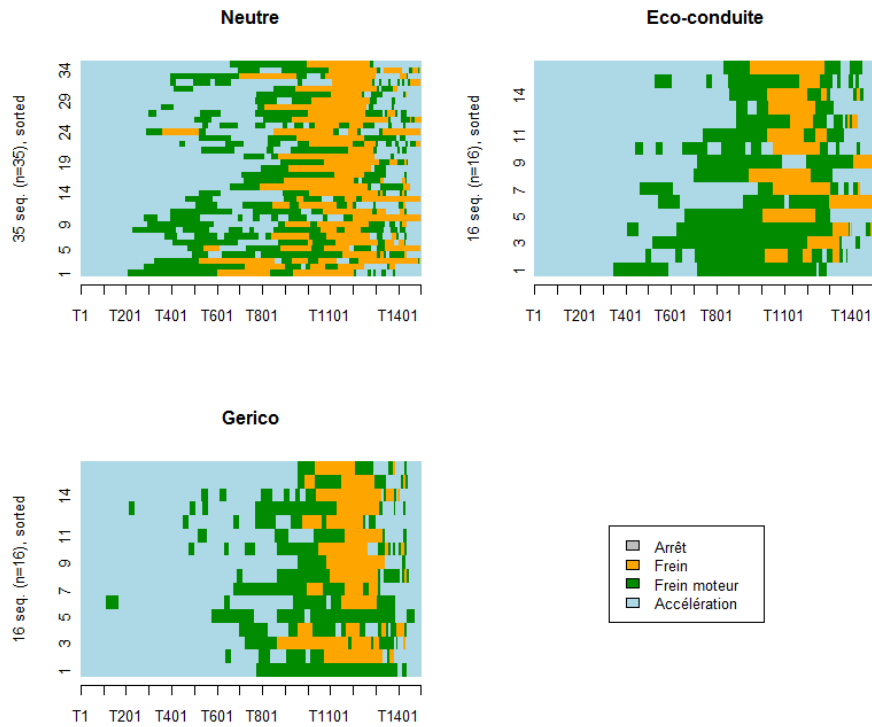 Neutre
35 seq. (n=35), sorted
34
29
24
19
14
9
5
1
T1 T201 T401 T601 T801 T1101 T1401
Eco-conduite
16 seq. (n=16), sorted
14
11
9
7
5
3
1
T1 T201 T401 T601 T801 T1101 T1401
Gerico
16 seq. (n=16), sorted
14
11
9
7
5
3
1
T1 T201 T401 T601 T801 T1101 T1401
Arrêt
Frein
Frein moteur
Accélération